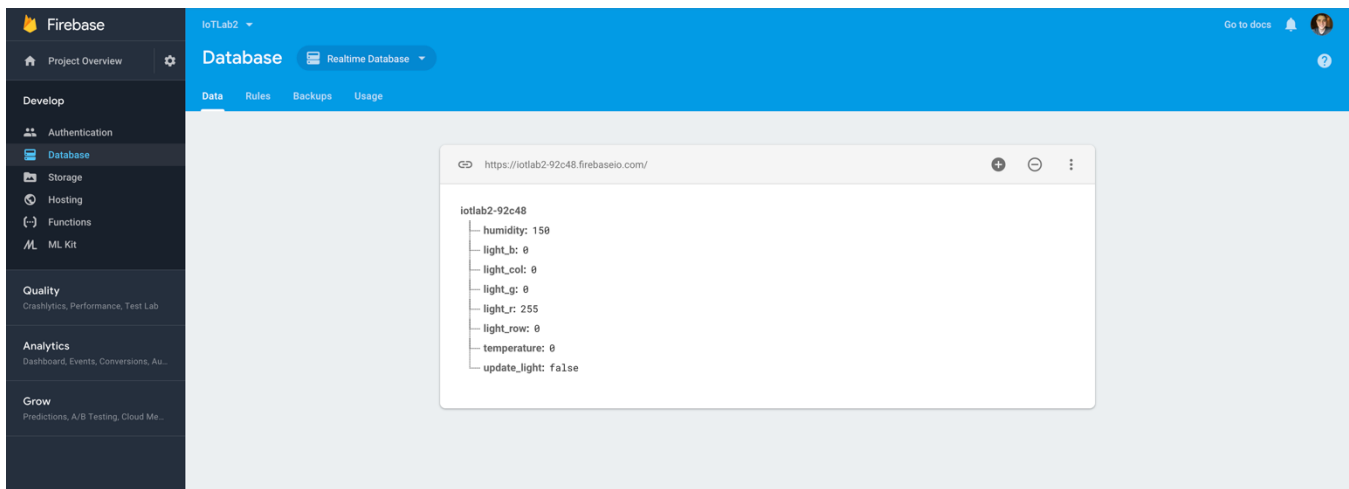 Firebase
IoTLab2
Go to docs
Project Overview
Database
Realtime Database
?
Develop
Data Rules Backups Usage
Authentication
Database
Storage
Hosting
Functions
ML Kit
https://iotlab2-92c48.firebaseio.com/
iotlab2-92c48
humidity: 150
light_b: 0
light_col: 0
light_g: 0
light_r: 255
light_row: 0
temperature: 0
update_light: false
Quality
Crashlytics, Performance, Test Lab
Analytics
Dashboard, Events, Conversions, Au...
Grow
Predictions, A/B Testing, Cloud Me...